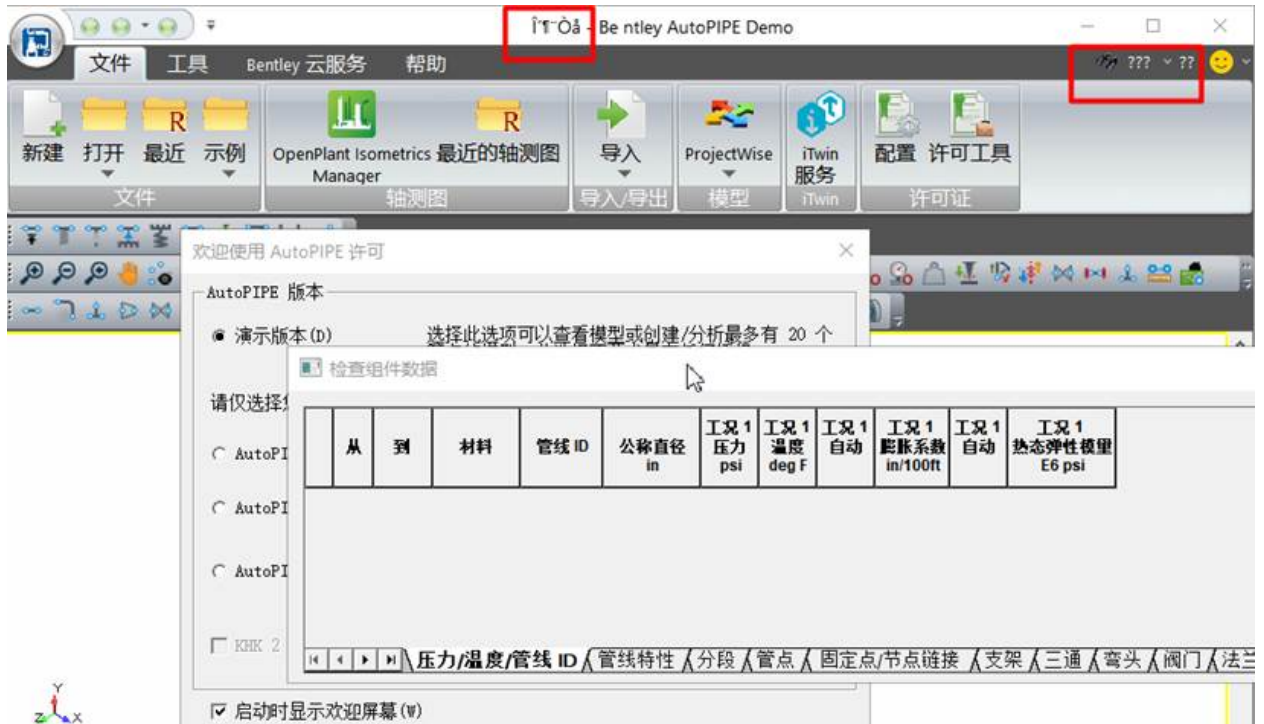 Î´¶¨Òå - Be ntley AutoPIPE Demo
文件 工具 Bentley 云服务 帮助 ??? ??
新建 打开 最近 示例 OpenPlant Isometrics Manager 最近的轴测图 导入 ProjectWise iTwin 服务 配置 许可工具
文件 轴测图 导入/导出 模型 iTwin 许可证
欢迎使用 AutoPIPE 许可
AutoPIPE 版本
演示版本(D) 选择此选项可以查看模型或创建/分析最多有 20 个
检查组件数据
请仅选择
从 到 材料 管线 ID 公称直径 in 工况 1 压力 psi 工况 1 温度 deg F 工况 1 自动 工况 1 膨胀系数 in/100ft 工况 1 自动 工况 1 热态弹性模量 E6 psi
AutoPI
AutoPI
AutoPI
KHK 2
压力/温度/管线 ID 管线特性 分段 管点 固定点/节点链接 支架 三通 弯头 阀门 法兰
启动时显示欢迎屏幕(W)
Y
Z X